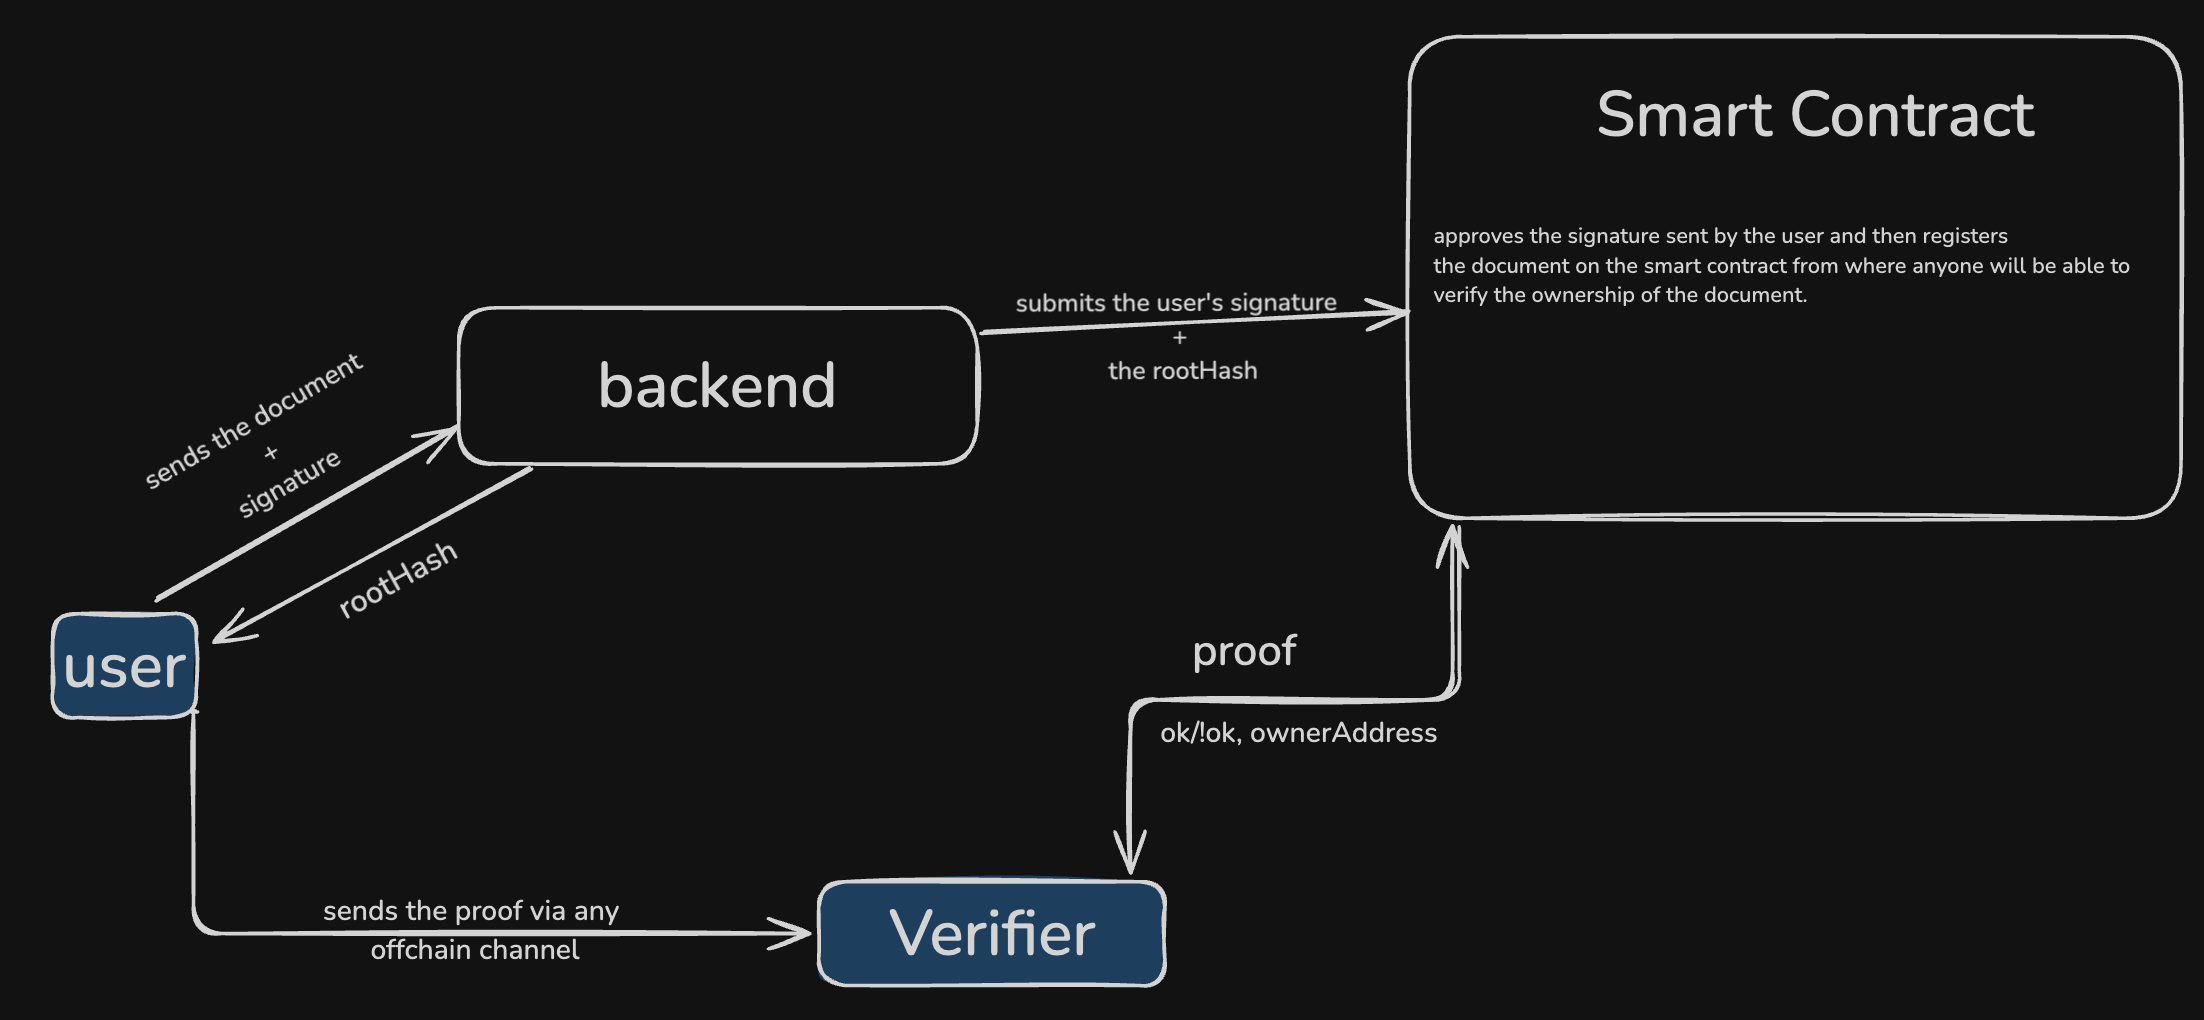 Smart Contract
approves the signature sent by the user and then registers
the document on the smart contract from where anyone will be able to
verify the ownership of the document.
submits the user's signature
+
the rootHash
backend
sends the document
+
signature
rootHash
user
proof
ok/!ok, ownerAddress
sends the proof via any
offchain channel
Verifier